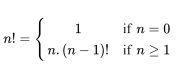 n! = { 1 if n = 0
n.(n − 1)! if n ≥ 1